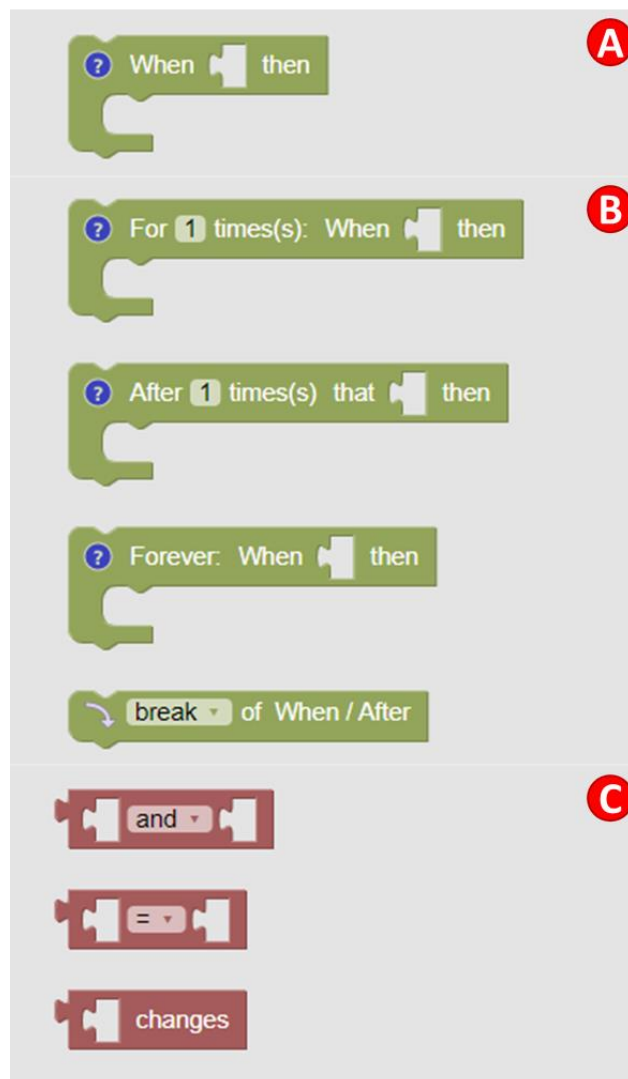 A
? When then
B
? For 1 times(s): When then
? After 1 times(s) that then
? Forever: When then
break of When / After
C
and
=
changes